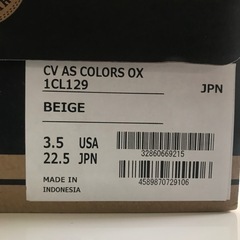 CV AS COLORS OX
1CL129
JPN
BEIGE
3.5 USA
22.5 JPN
32860669215
MADE IN
INDONESIA
4589870729106